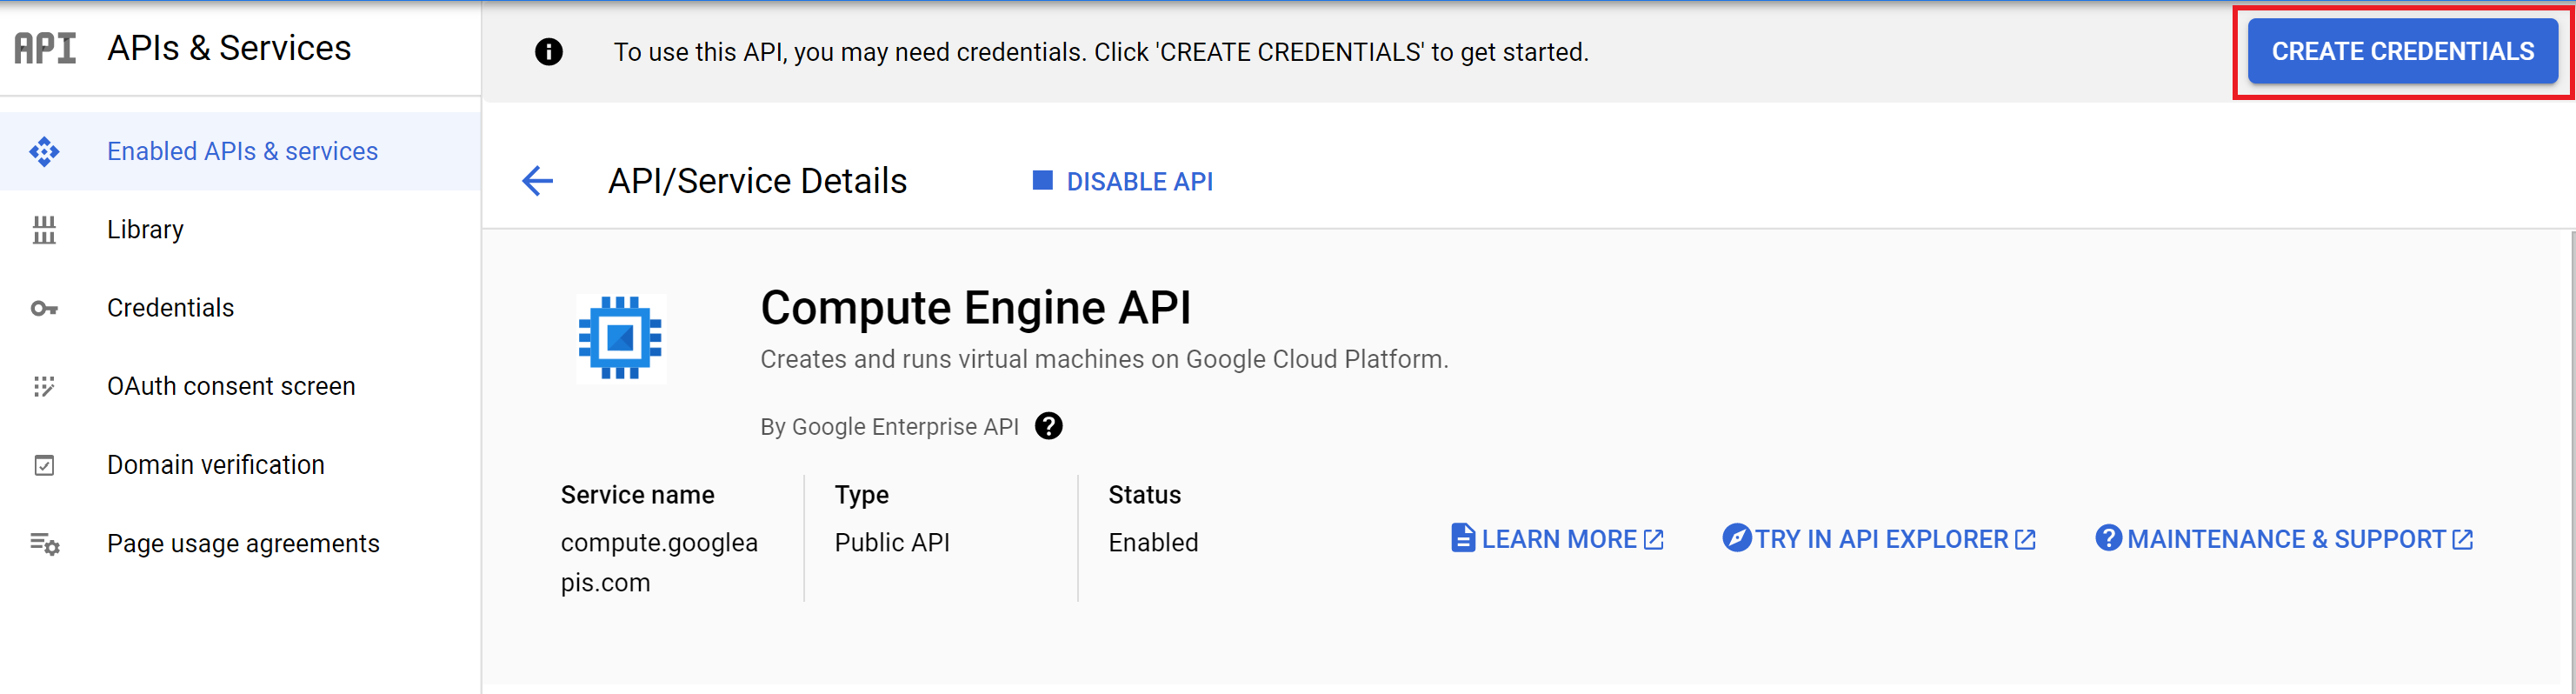 API APIs & Services
To use this API, you may need credentials. Click 'CREATE CREDENTIALS' to get started.
CREATE CREDENTIALS
Enabled APIs & services
Library
Credentials
OAuth consent screen
Domain verification
Page usage agreements
API/Service Details
DISABLE API
Compute Engine API
Creates and runs virtual machines on Google Cloud Platform.
By Google Enterprise API
Service name
compute.googlea
pis.com
Type
Public API
Status
Enabled
LEARN MORE
TRY IN API EXPLORER
MAINTENANCE & SUPPORT